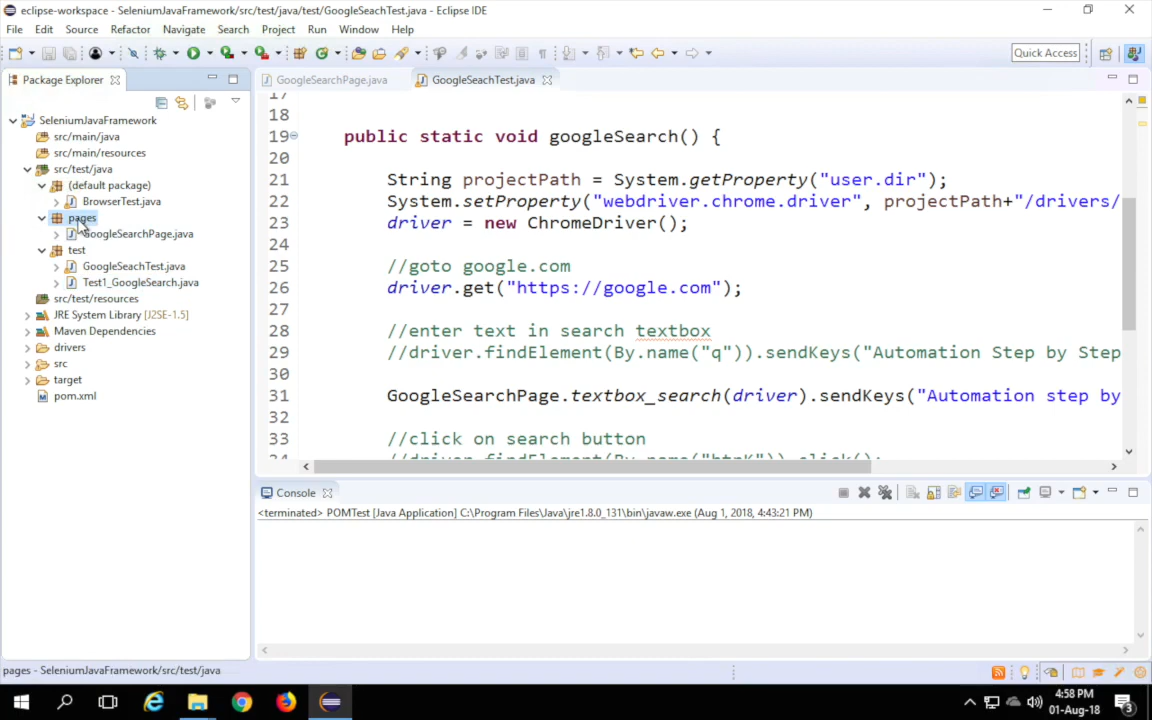 eclipse-workspace - SeleniumJavaFramework/src/test/java/test/GoogleSeachTest.java - Eclipse IDE
File Edit Source Refactor Navigate Search Project Run Window Help
Quick Access
Package Explorer
GoogleSearchPage.java
GoogleSeachTest.java
SeleniumJavaFramework
src/main/java
src/main/resources
src/test/java
(default package)
BrowserTest.java
pages
GoogleSearchPage.java
test
GoogleSeachTest.java
Test1_GoogleSearch.java
src/test/resources
JRE System Library [J2SE-1.5]
Maven Dependencies
drivers
src
target
pom.xml
17
18
19 public static void googleSearch() {
20
21 String projectPath = System.getProperty("user.dir");
22 System.setProperty("webdriver.chrome.driver", projectPath+"/drivers/
23 driver = new ChromeDriver();
24
25 //goto google.com
26 driver.get("https://google.com");
27
28 //enter text in search textbox
29 //driver.findElement(By.name("q")).sendKeys("Automation Step by Step
30
31 GoogleSearchPage.textbox_search(driver).sendKeys("Automation step by
32
33 //click on search button
34 //driver.findElement(By.name("btnK")).click();
Console
<terminated> POMTest [Java Application] C:\Program Files\Java\jre1.8.0_131\bin\javaw.exe (Aug 1, 2018, 4:43:21 PM)
pages - SeleniumJavaFramework/src/test/java
4:58 PM
01-Aug-18
3